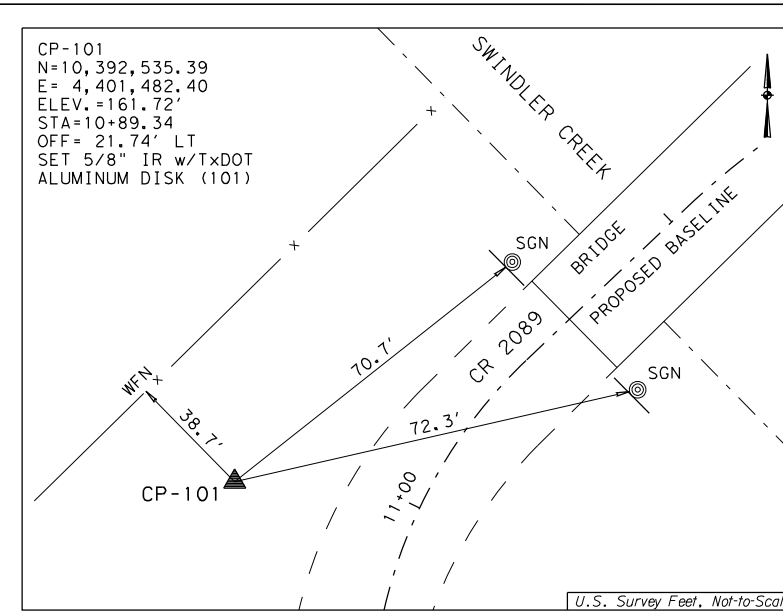 CP-101
N=10,392,535.39
E= 4,401,482.40
ELEV.=161.72'
STA=10+89.34
OFF= 21.74' LT
SET 5/8" IR w/TxDOT
ALUMINUM DISK (101)
SWINDLER CREEK
x
x
SGN
BRIDGE
PROPOSED BASELINE
1
CR 2089
WFN
x
70.7'
SGN
38.7'
72.3'
CP-101
11+00
U.S. Survey Feet, Not-to-Scal